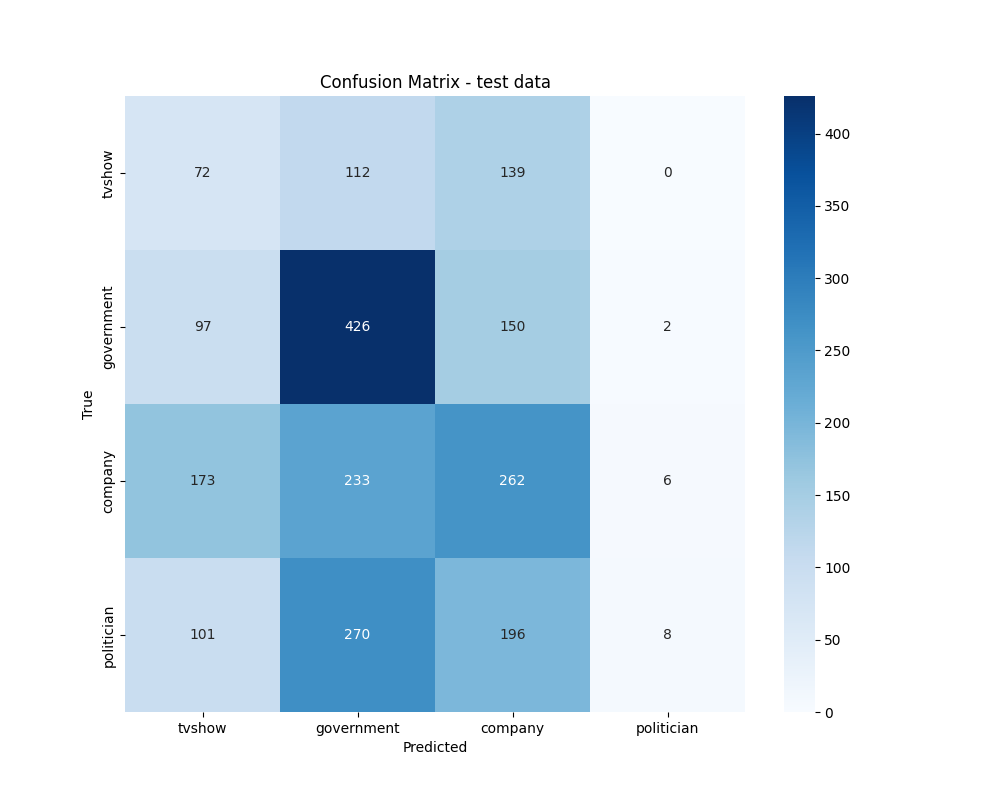 Confusion Matrix - test data
tvshow 72 112 139 0
government 97 426 150 2
company 173 233 262 6
politician 101 270 196 8
True
tvshow government company politician
Predicted
400
350
300
250
200
150
100
50
0